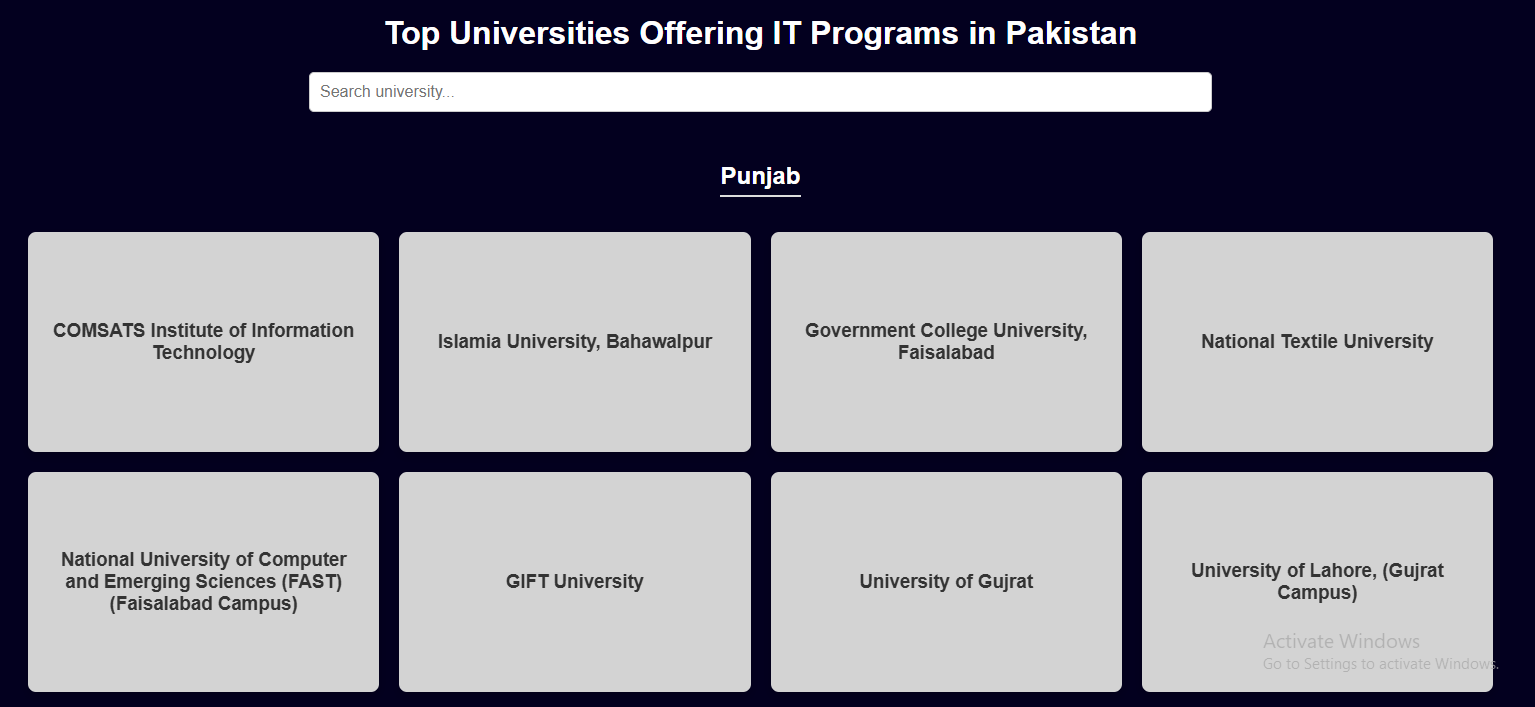 Top Universities Offering IT Programs in Pakistan
Search university...
Punjab
COMSATS Institute of Information
Technology
Islamia University, Bahawalpur
Government College University,
Faisalabad
National Textile University
National University of Computer
and Emerging Sciences (FAST)
(Faisalabad Campus)
GIFT University
University of Gujrat
University of Lahore, (Gujrat
Campus)
Activate Windows
Go to Settings to activate Windows.